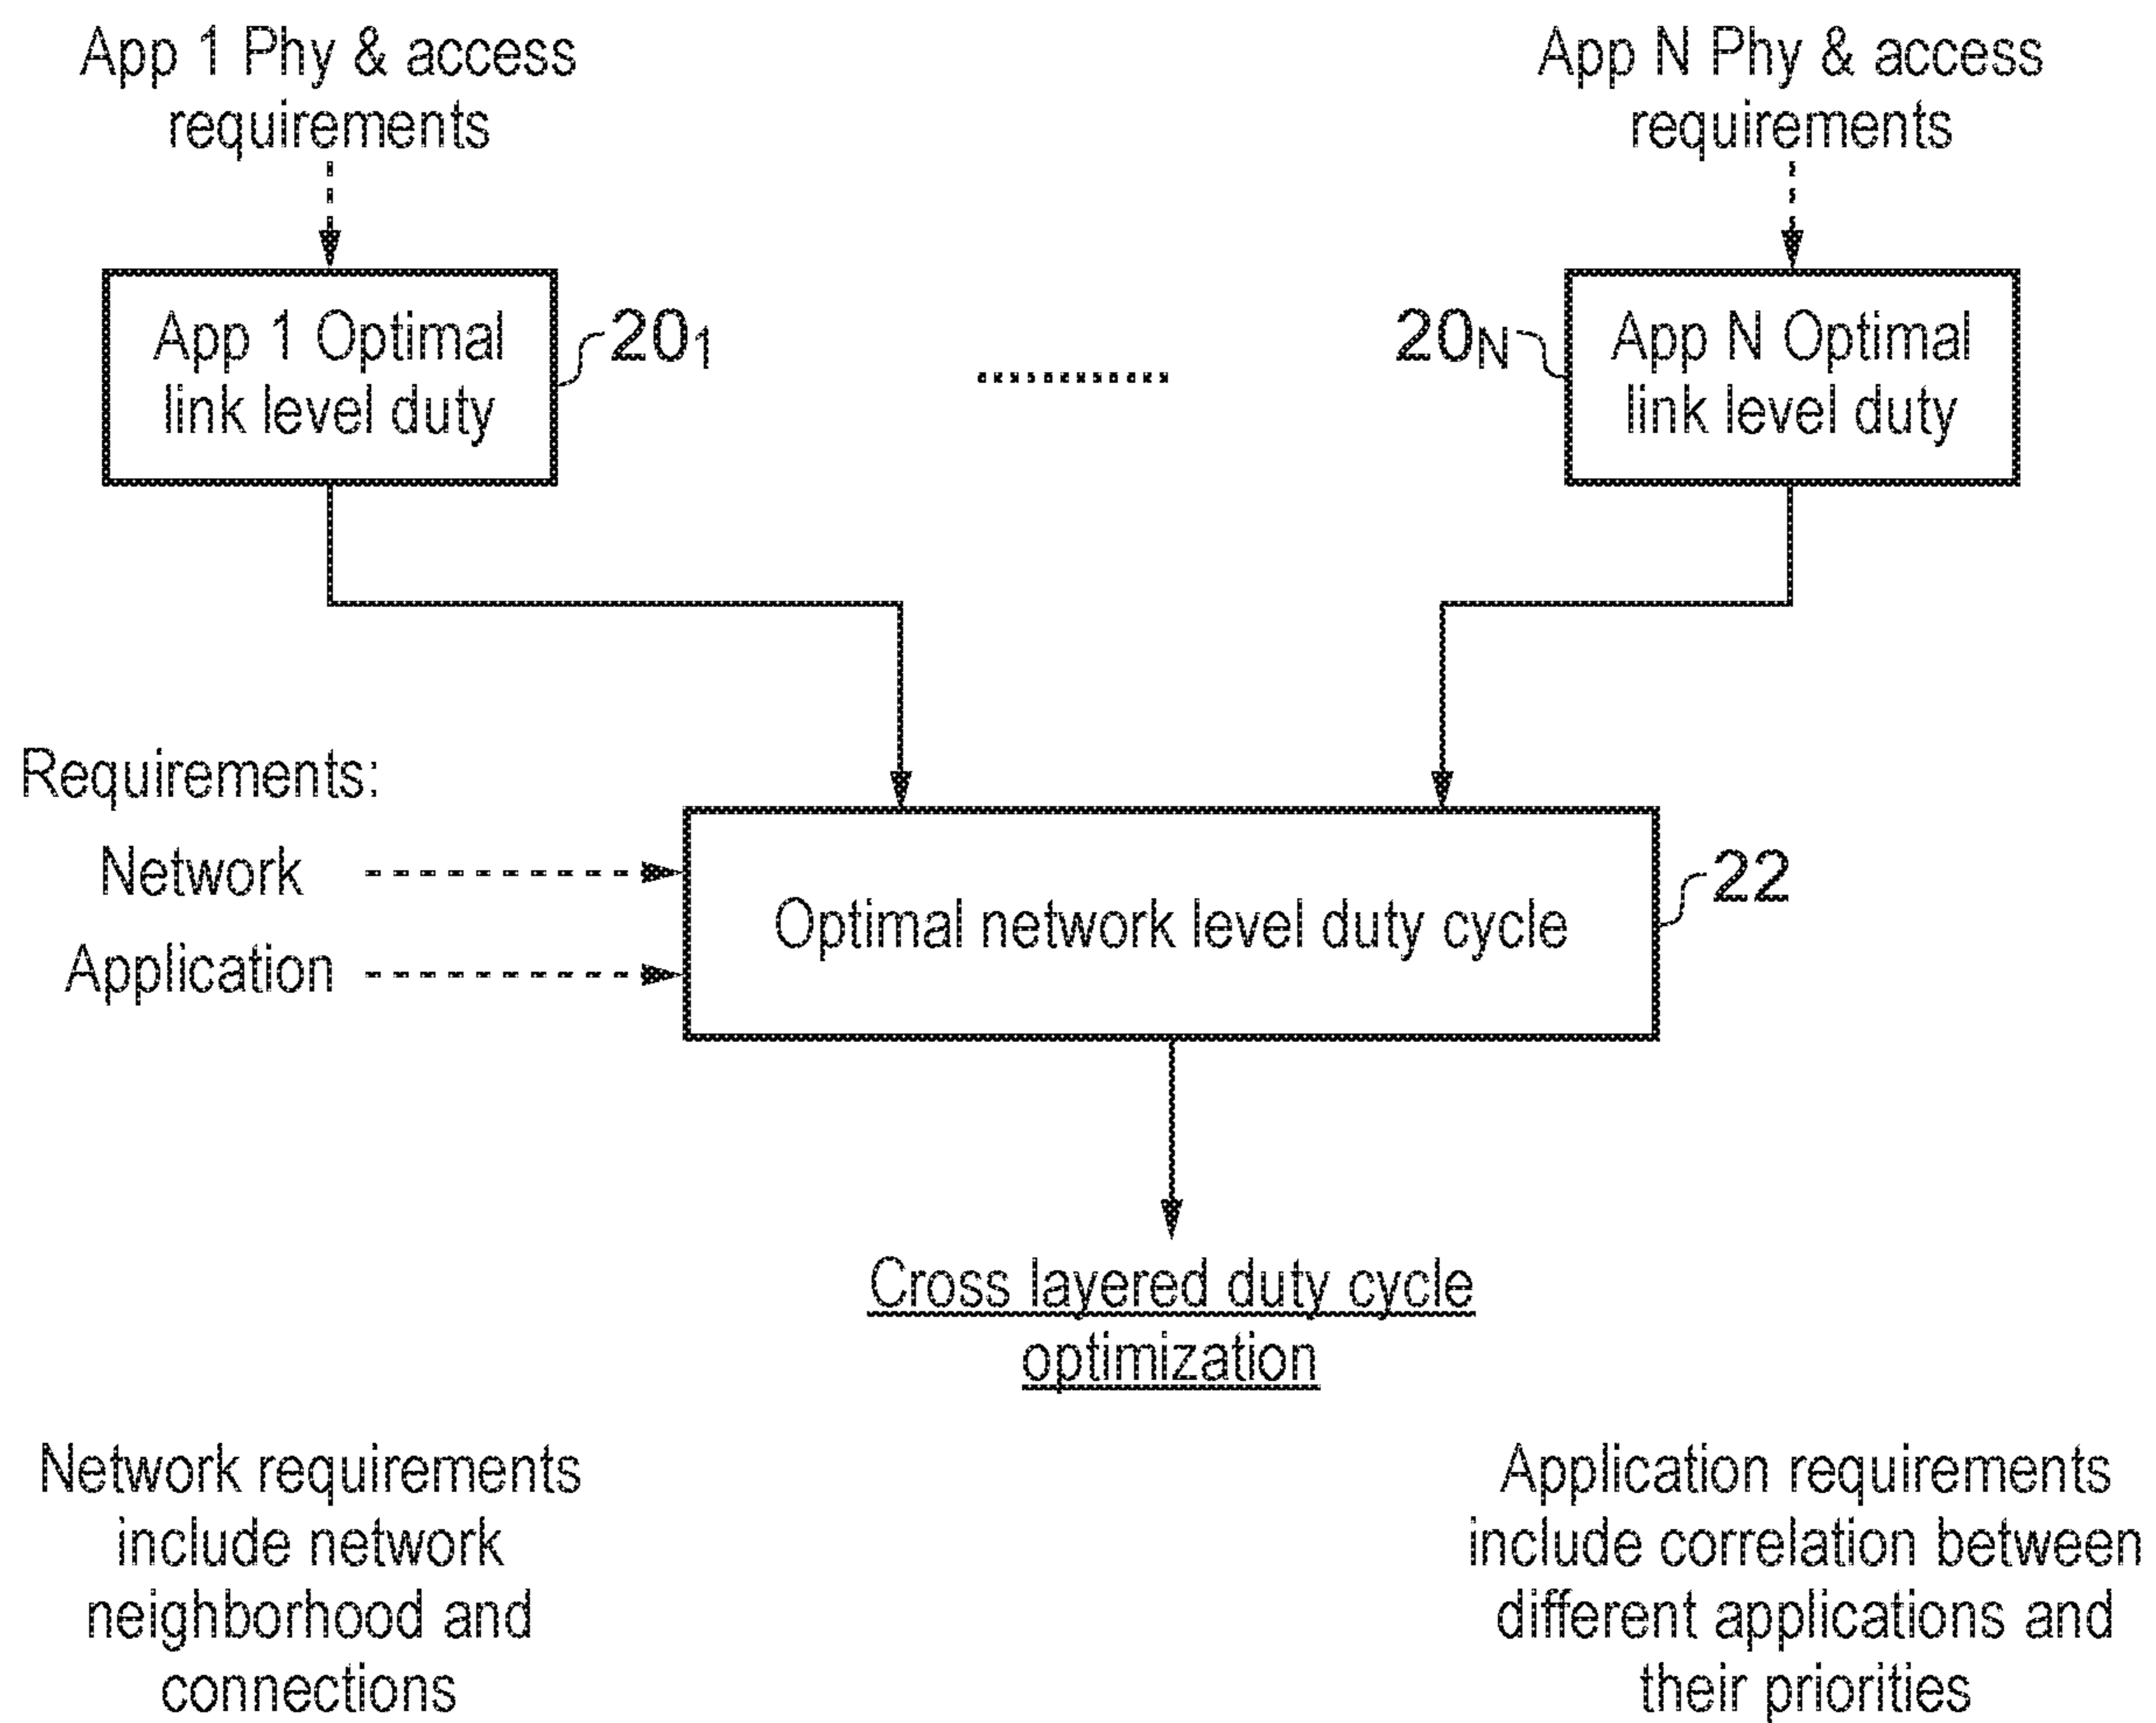 App 1 Phy & access
requirements
App N Phy & access
requirements
App 1 Optimal
link level duty
20₁
20ₙ
App N Optimal
link level duty
Requirements:
Network
Application
Optimal network level duty cycle
22
Cross layered duty cycle
optimization
Network requirements
include network
neighborhood and
connections
Application requirements
include correlation between
different applications and
their priorities